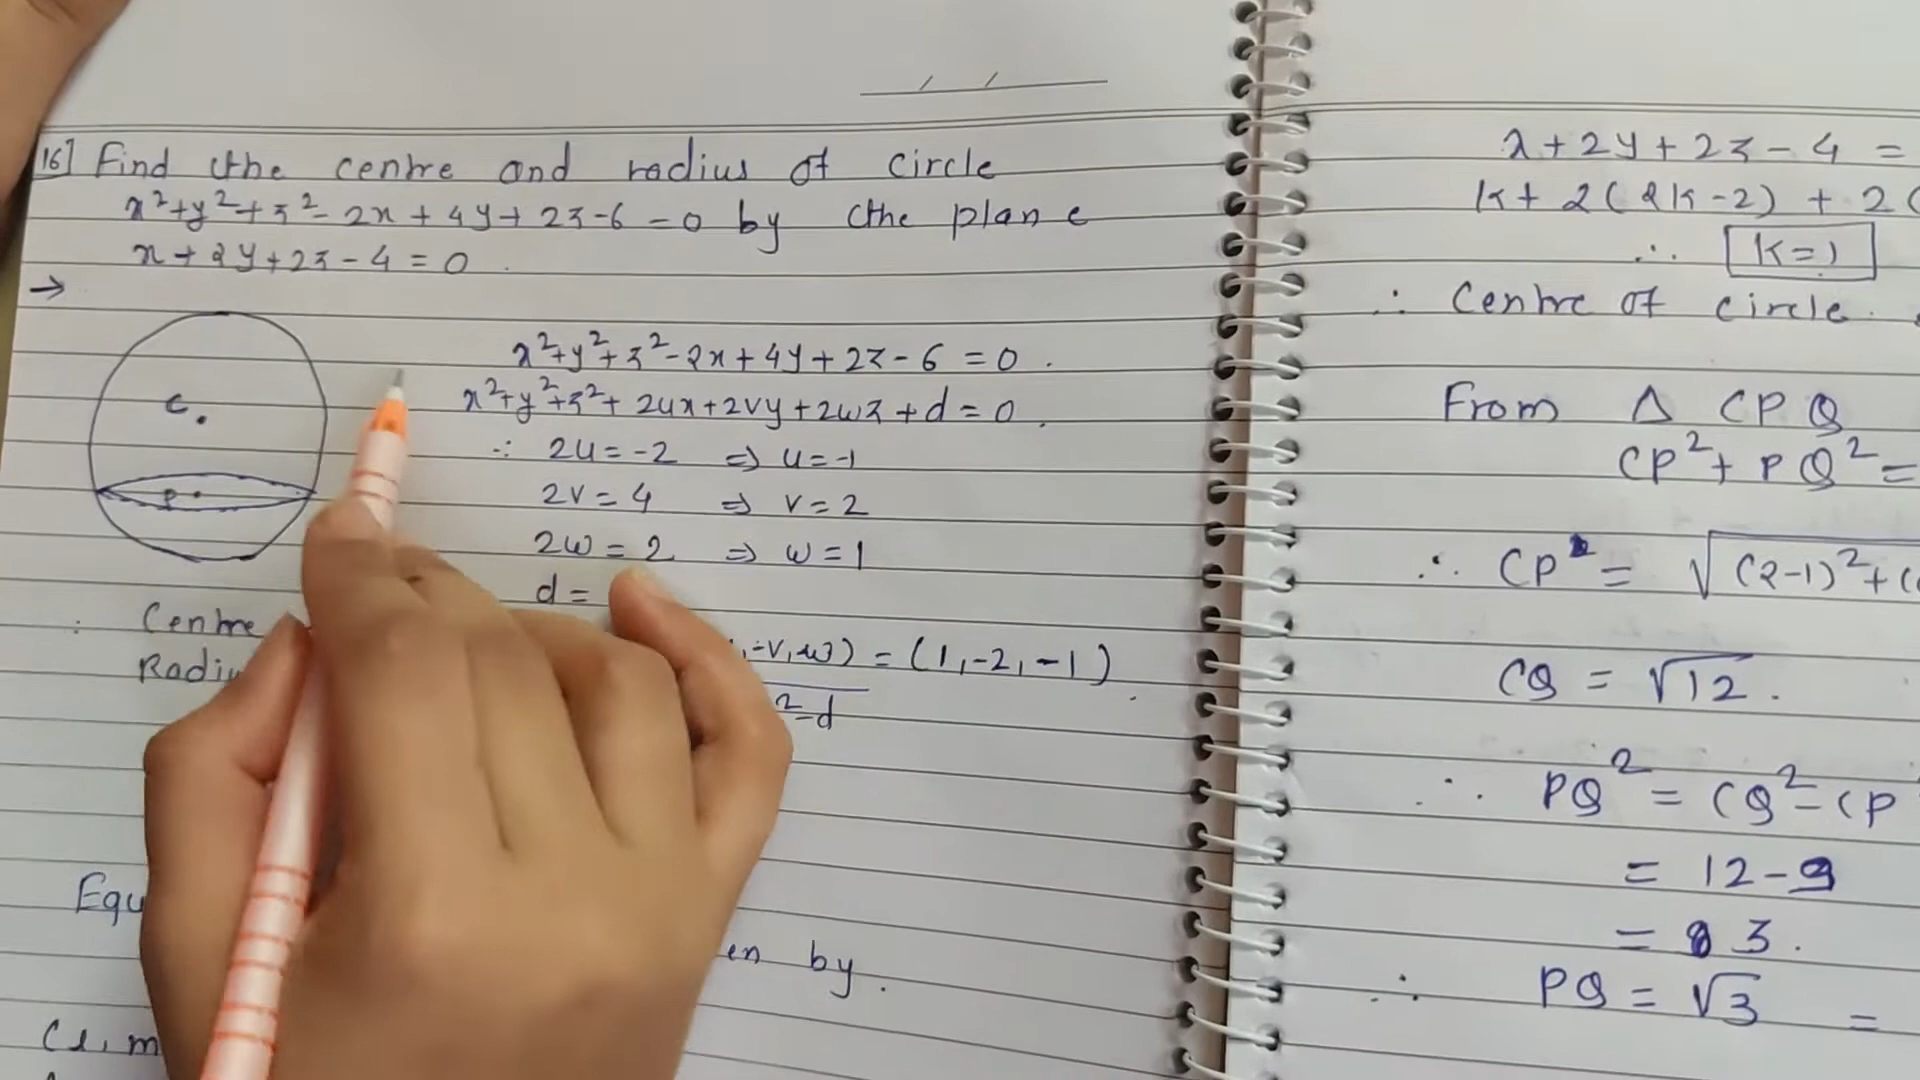 16] Find the centre and radius of circle
x²+y²+z²-2x+4y+2z-6=0 by the plane
x+2y+2z-4=0.
→
x²+y²+z²-2x+4y+2z-6=0.
C.
x²+y²+z²+2ux+2vy+2wz+d=0.
∴ 2u=-2 ⇒ u=-1
P.
2v=4 ⇒ v=2
2w=2 ⇒ w=1
d=
Centre
,-v,-w) = (1,-2,-1).
Radiu
²-d
Equ
en by.
(l,m
x+2y+2z-4=
k+2(2k-2)+2(
∴ k=1
∴ Centre of circle
From Δ CPQ
CP²+PQ²=
∴ CP = √(2-1)²+(
CQ = √12.
∴ PQ² = CQ²-CP
= 12-9
= 3.
∴ PQ = √3 =